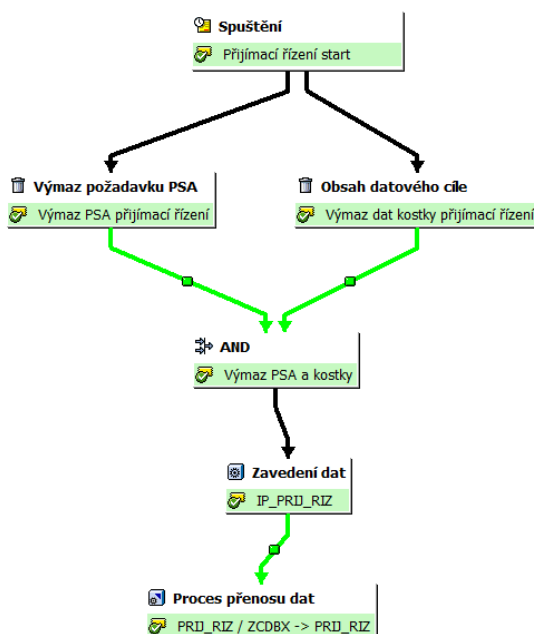 Spuštění
Přijímací řízení start
Výmaz požadavku PSA
Výmaz PSA přijímací řízení
Obsah datového cíle
Výmaz dat kostky přijímací řízení
AND
Výmaz PSA a kostky
Zavedení dat
IP_PRIJ_RIZ
Proces přenosu dat
PRIJ_RIZ / ZCDBX -> PRIJ_RIZ